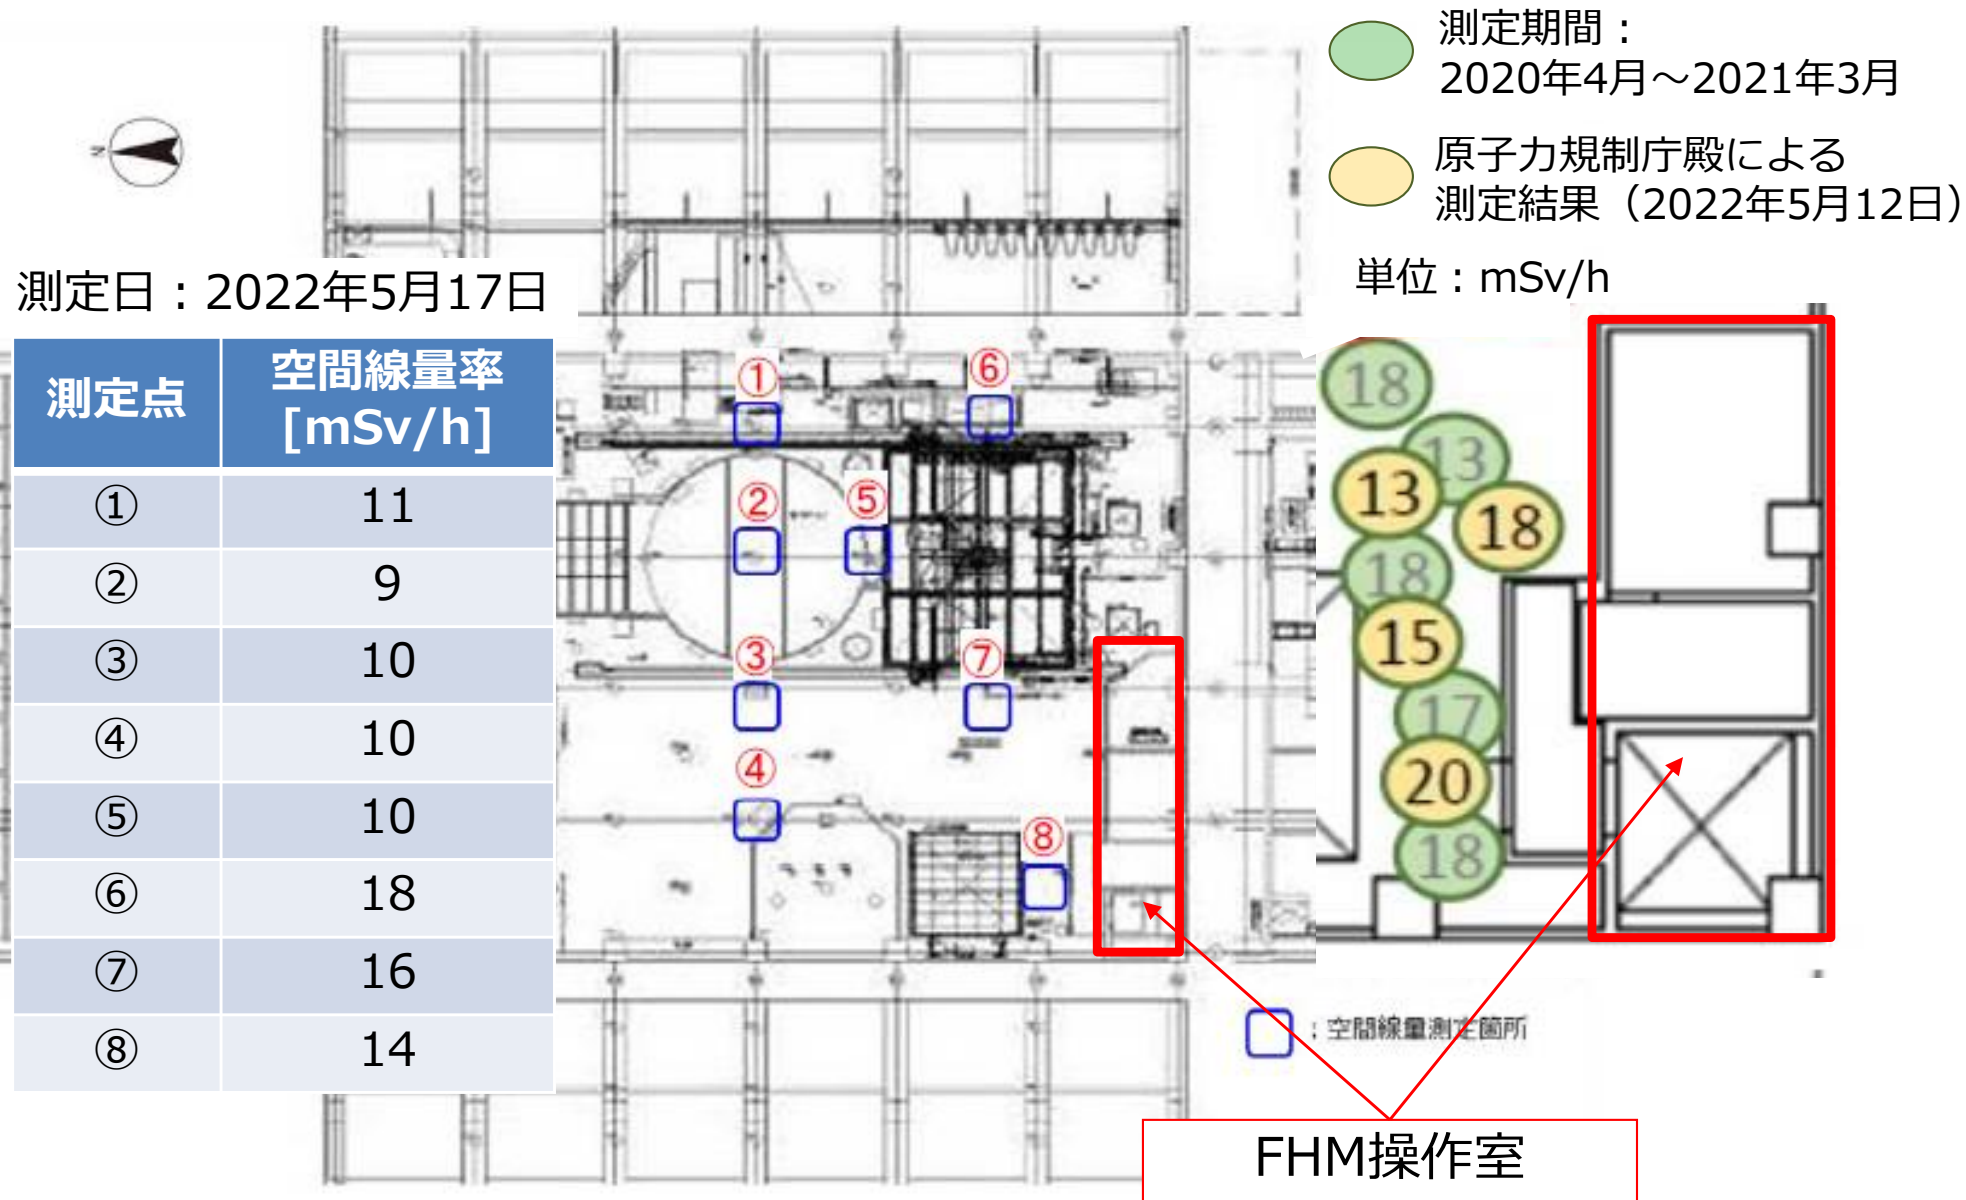 測定期間：
2020年4月～2021年3月
原子力規制庁殿による
測定結果（2022年5月12日）
単位：mSv/h
N
測定日：2022年5月17日
測定点 空間線量率
[mSv/h]
① 11
② 9
③ 10
④ 10
⑤ 10
⑥ 18
⑦ 16
⑧ 14
①
⑥
②
⑤
③
⑦
④
⑧
18
13
13
18
18
15
17
20
18
：空間線量測定箇所
FHM操作室